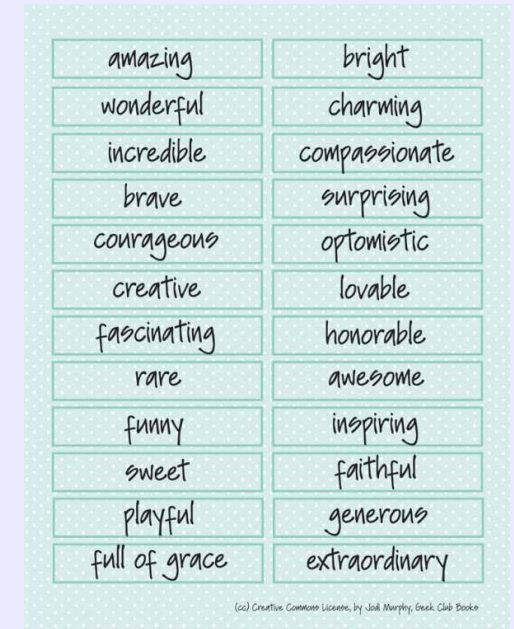 amazing
bright
wonderful
charming
incredible
compassionate
brave
surprising
courageous
optomistic
creative
lovable
fascinating
honorable
rare
awesome
funny
inspiring
sweet
faithful
playful
generous
full of grace
extraordinary
(cc) Creative Commons License, by Jodi Murphy, Geek Club Books